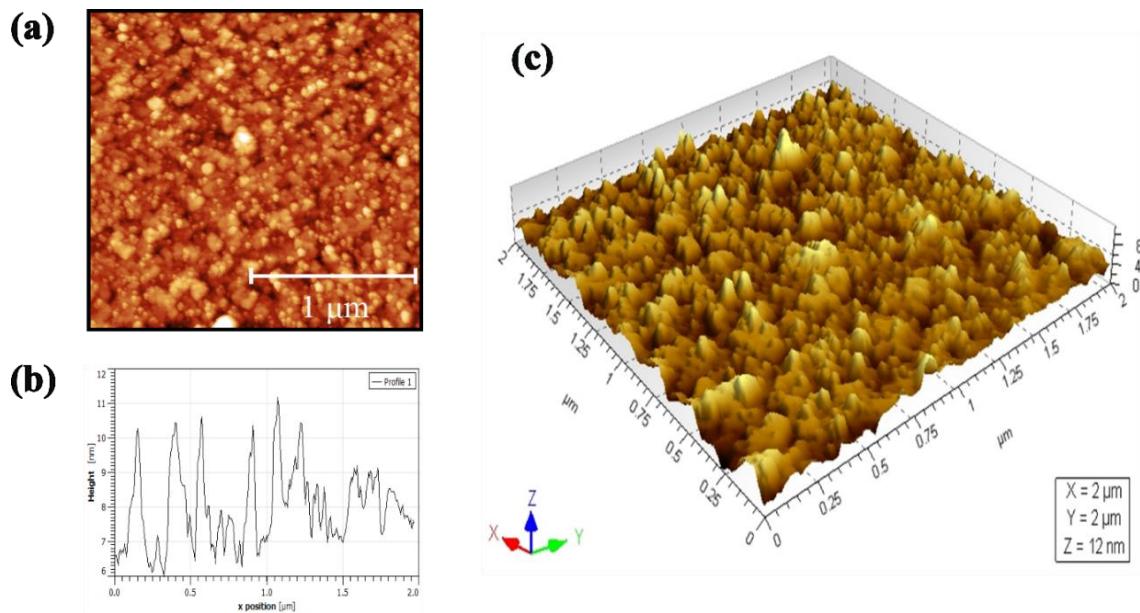 (a)
1 μm
(b)
12
11
10
9
8
7
6
Height [nm]
Profile 1
0.0
0.5
1.0
1.5
2.0
x position [μm]
(c)
2
1.75
1.5
1.25
1
0.75
0.5
0.25
0
μm
0
0.25
0.5
0.75
1
1.25
1.5
1.75
2
μm
8
4
0
X
Z
Y
X = 2 μm
Y = 2 μm
Z = 12 nm